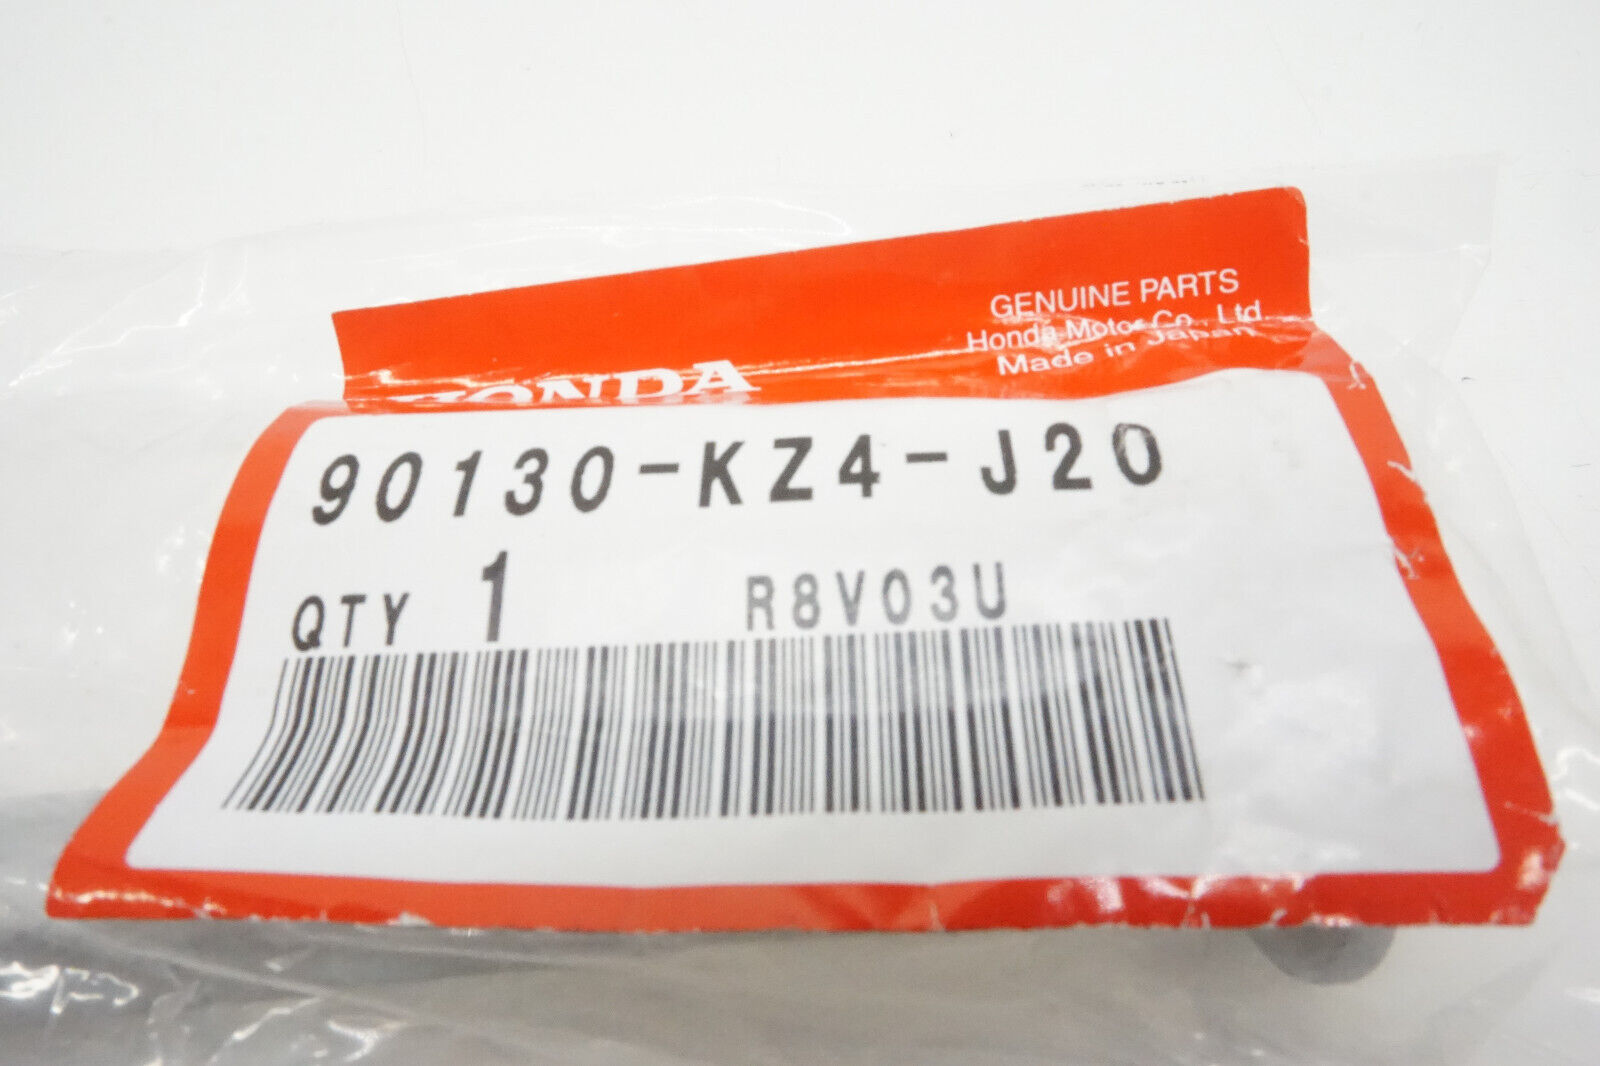 GENUINE PARTS
Honda Motor Co., Ltd.
Made in Japan
HONDA
90130-KZ4-J20
QTY 1 R8V03U